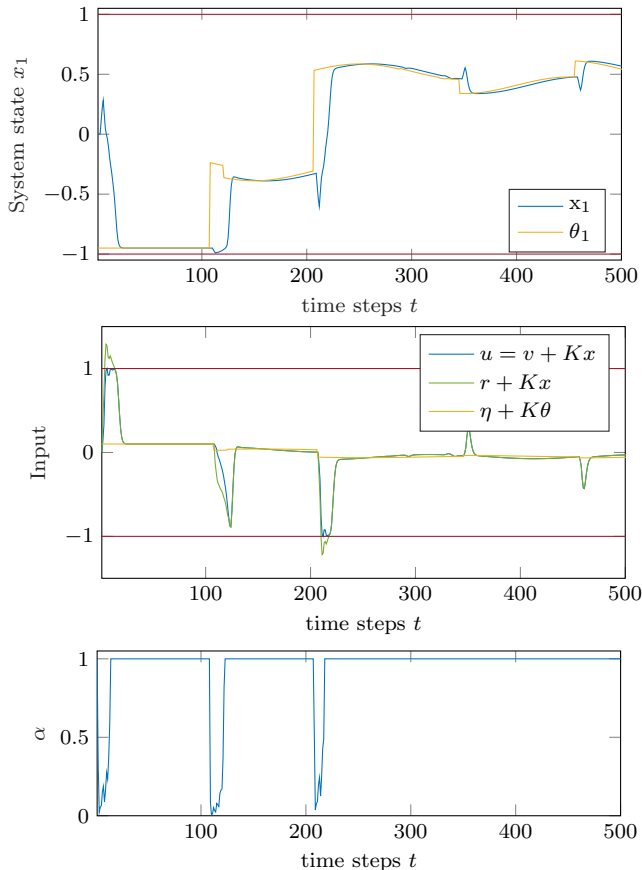 1
0.5
0
−0.5
−1
System state x₁
x₁
θ₁
100 200 300 400 500
time steps t
1
0
−1
Input
u = v + Kx
r + Kx
η + Kθ
100 200 300 400 500
time steps t
1
0.5
0
α
100 200 300 400 500
time steps t